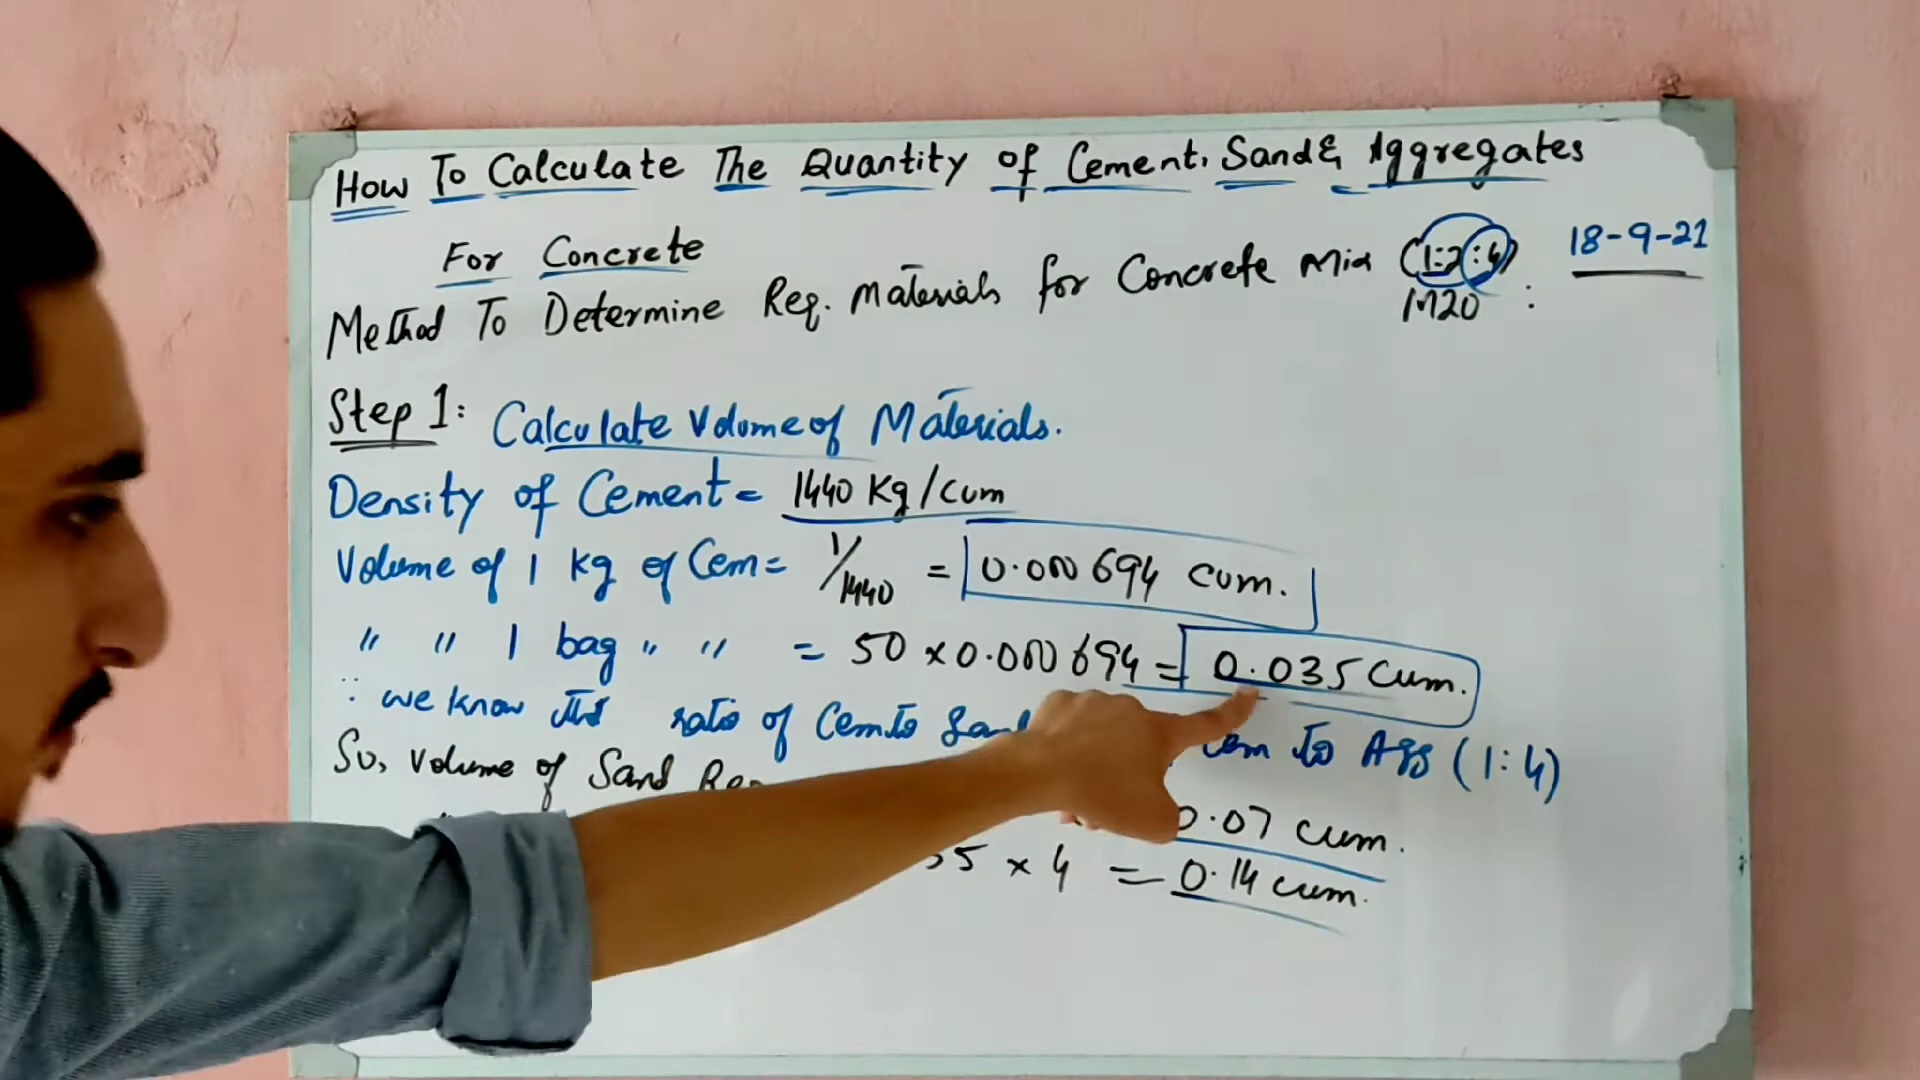 How To Calculate The Quantity of Cement, Sand & Aggregates
For Concrete
18-9-21
Method To Determine Req. Materials for Concrete Mix (1:2:4)
M20 :
Step 1: Calculate Volume of Materials.
Density of Cement = 1440 Kg/Cum
Volume of 1 kg of Cem = 1/1440 = 0.000694 cum.
" " 1 bag " " = 50 x 0.000694 = 0.035 Cum.
∵ we know the ratio of Cem to Sand Cem to Agg (1:4)
So, Volume of Sand 0.07 cum.
35 x 4 = 0.14 cum.